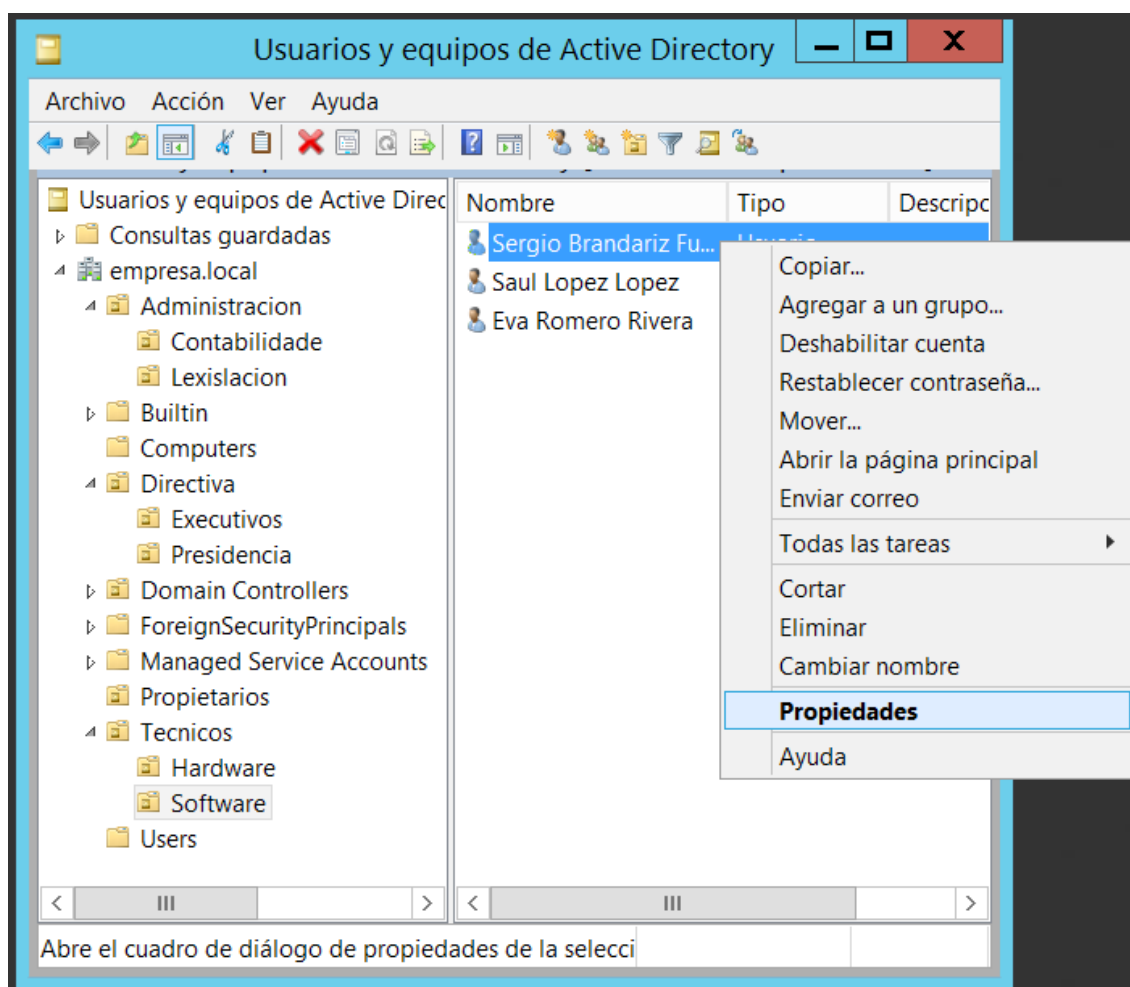 Usuarios y equipos de Active Directory
Archivo Acción Ver Ayuda
Usuarios y equipos de Active Direc
Consultas guardadas
empresa.local
Administracion
Contabilidade
Lexislacion
Builtin
Computers
Directiva
Executivos
Presidencia
Domain Controllers
ForeignSecurityPrincipals
Managed Service Accounts
Propietarios
Tecnicos
Hardware
Software
Users
Nombre Tipo Descripc
Sergio Brandariz Fu... Usuario
Saul Lopez Lopez
Eva Romero Rivera
Copiar...
Agregar a un grupo...
Deshabilitar cuenta
Restablecer contraseña...
Mover...
Abrir la página principal
Enviar correo
Todas las tareas
Cortar
Eliminar
Cambiar nombre
Propiedades
Ayuda
Abre el cuadro de diálogo de propiedades de la selecci